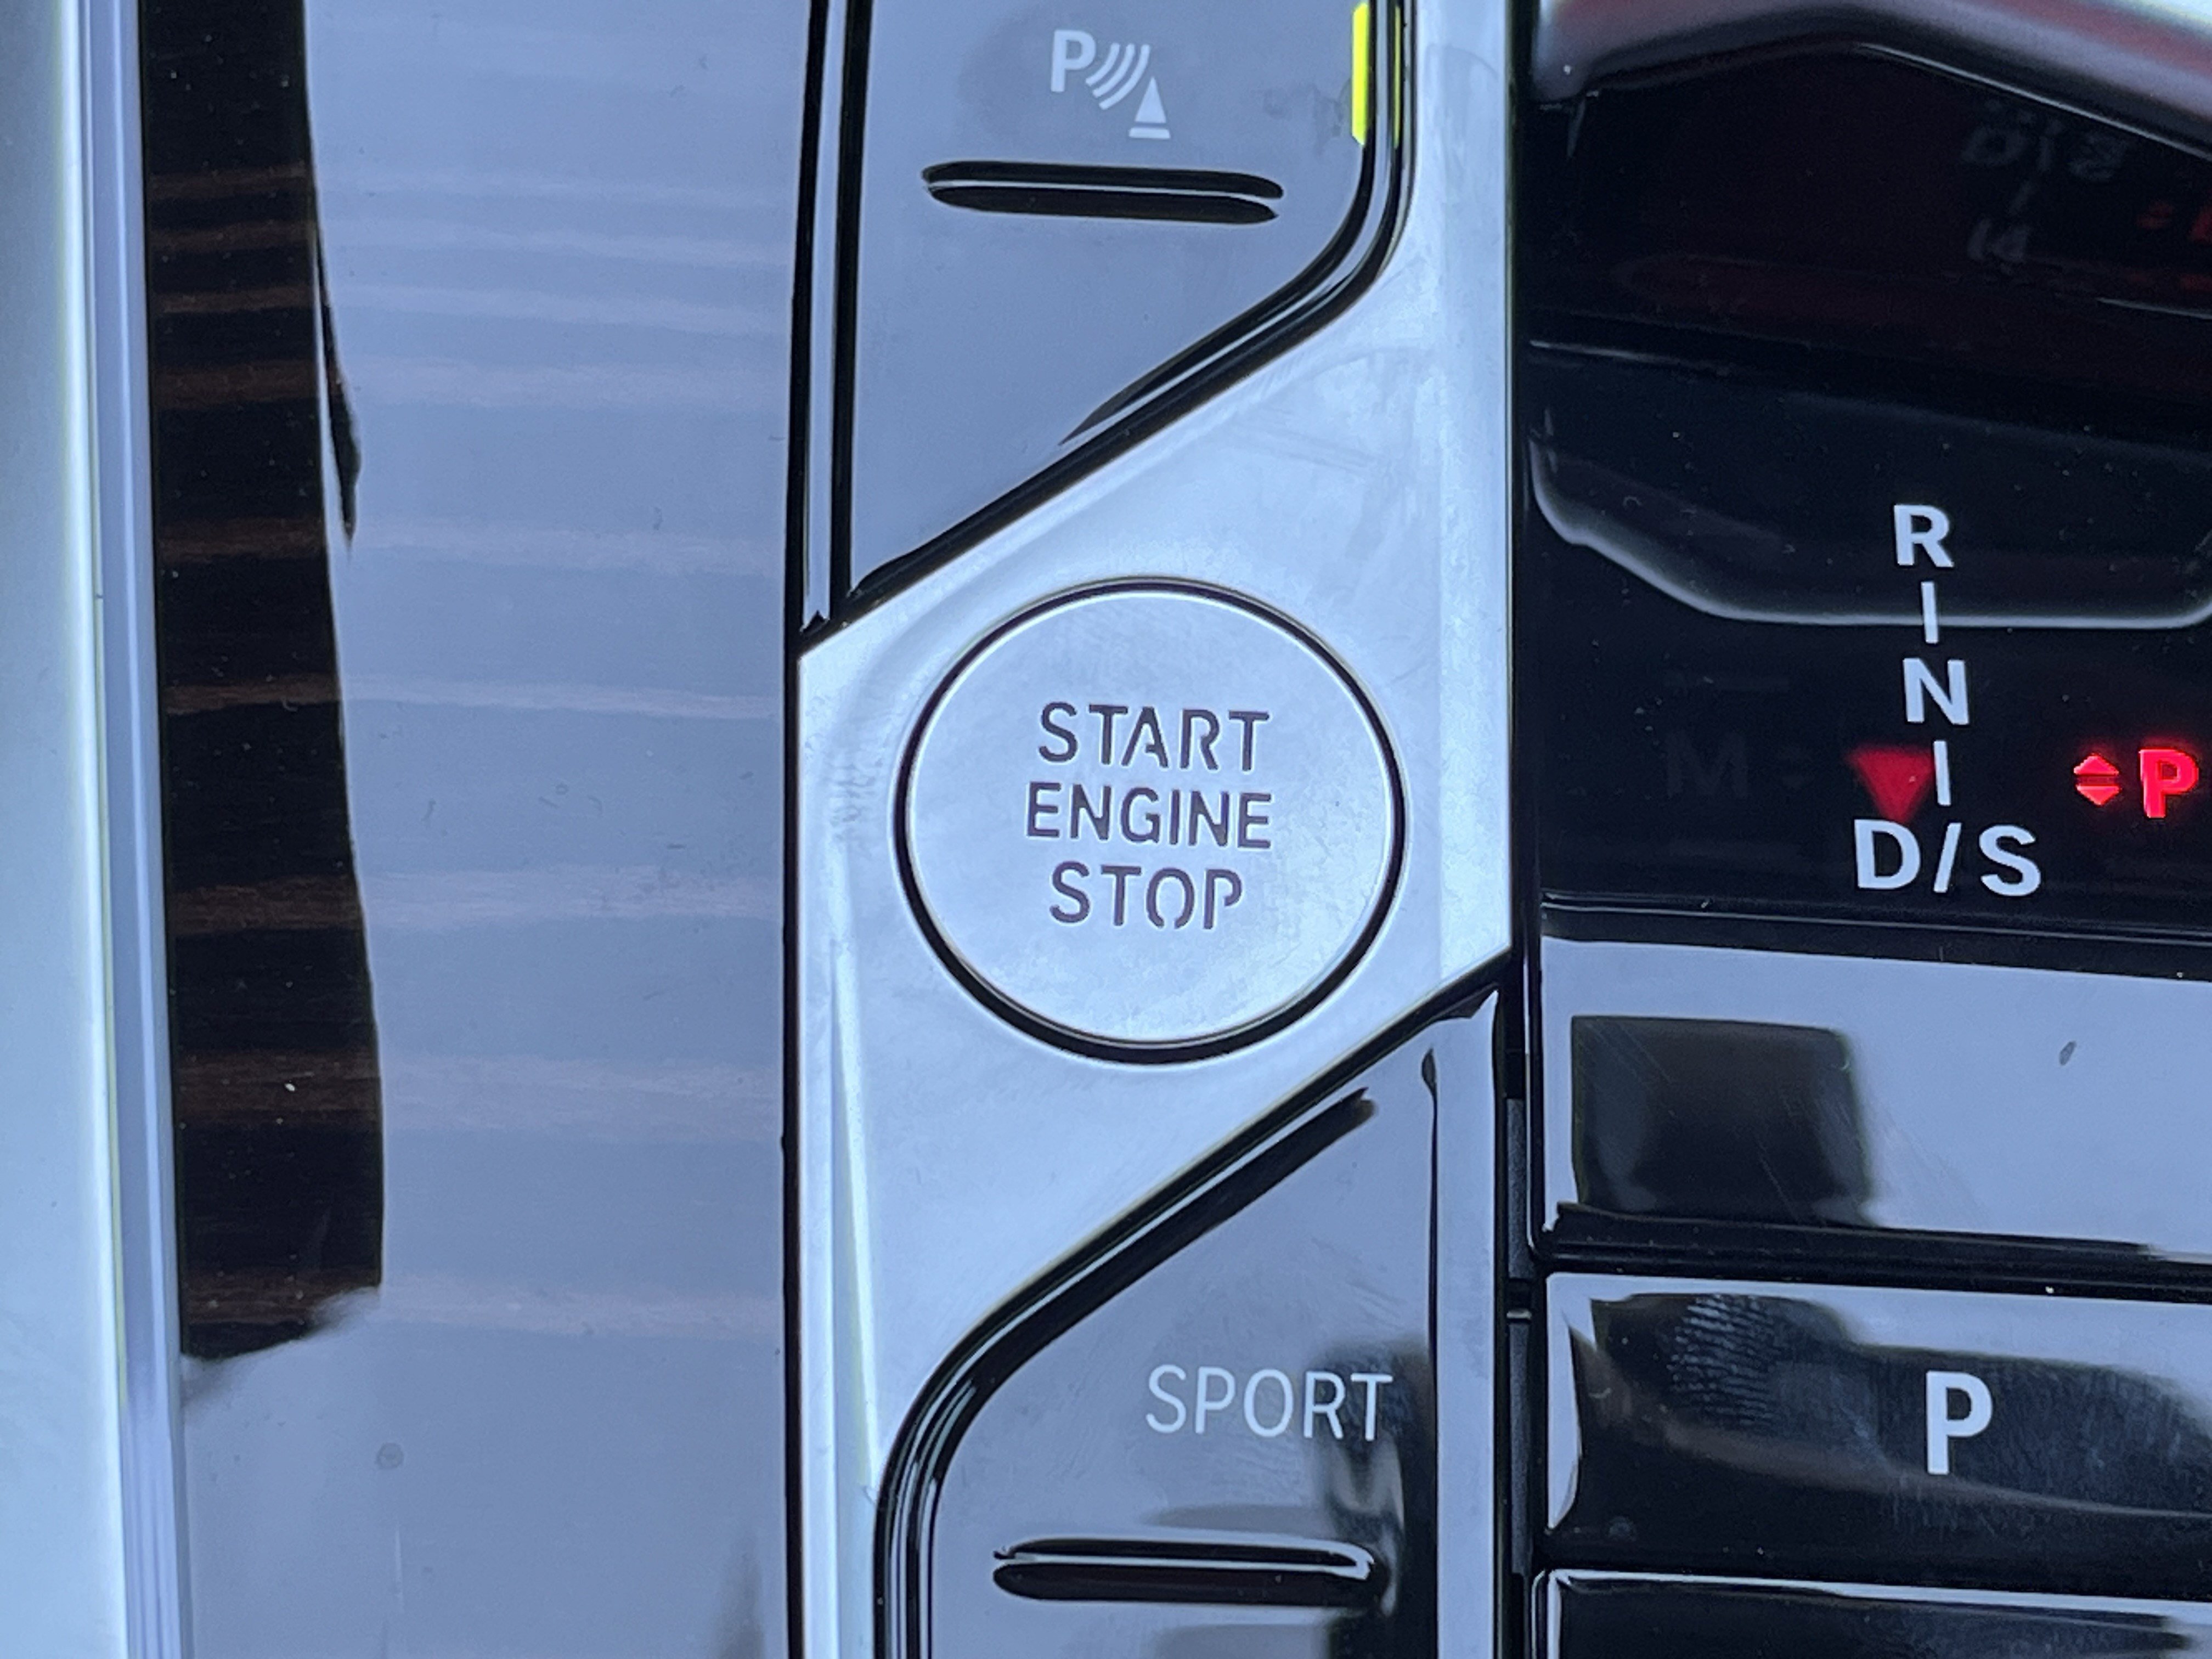 P
START
ENGINE
STOP
R
N
D/S
P
SPORT
P